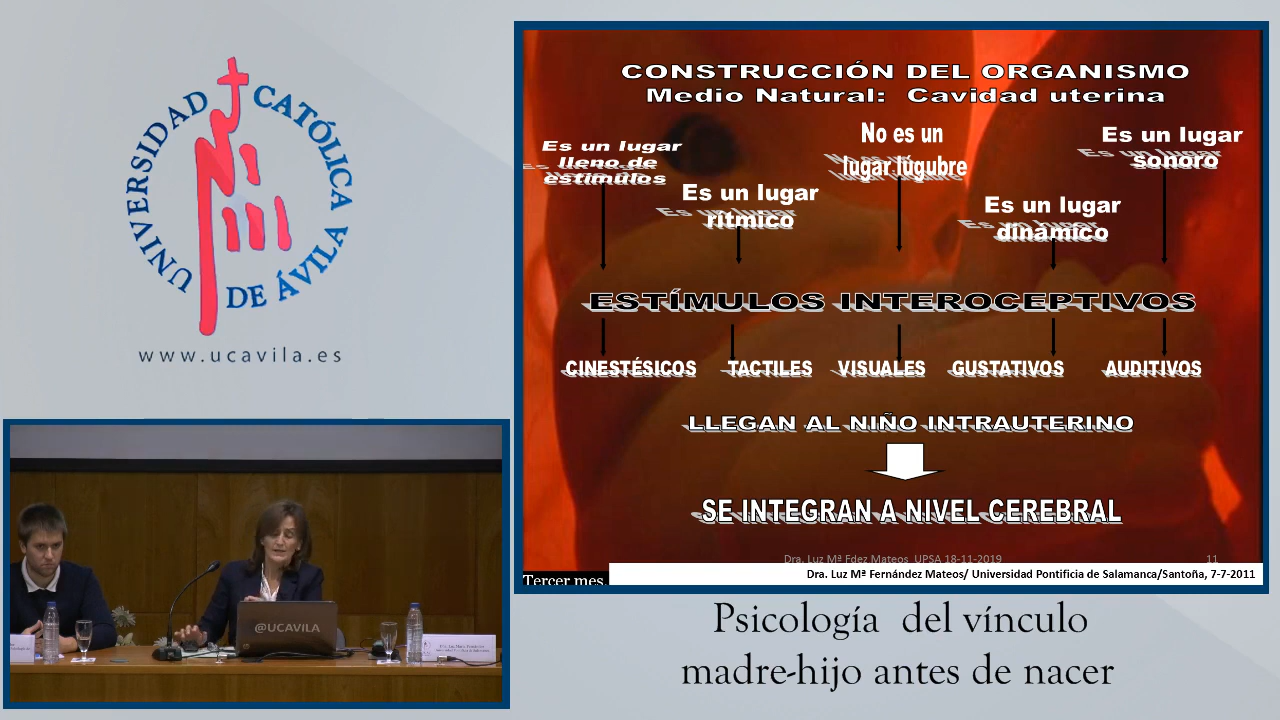 UNIVERSIDAD CATÓLICA DE ÁVILA
www.ucavila.es
CONSTRUCCIÓN DEL ORGANISMO
Medio Natural: Cavidad uterina
Es un lugar
lleno de
estímulos
Es un lugar
rítmico
No es un
lugar lúgubre
Es un lugar
dinámico
Es un lugar
sonoro
ESTÍMULOS INTEROCEPTIVOS
CINESTÉSICOS TACTILES VISUALES GUSTATIVOS AUDITIVOS
LLEGAN AL NIÑO INTRAUTERINO
SE INTEGRAN A NIVEL CEREBRAL
Dra. Luz Mª Fdez Mateos UPSA 18-11-2019 11
Dra. Luz Mª Fernández Mateos/ Universidad Pontificia de Salamanca/Santoña, 7-7-2011
Tercer mes.
@UCAVILA
Psicología del vínculo
madre-hijo antes de nacer